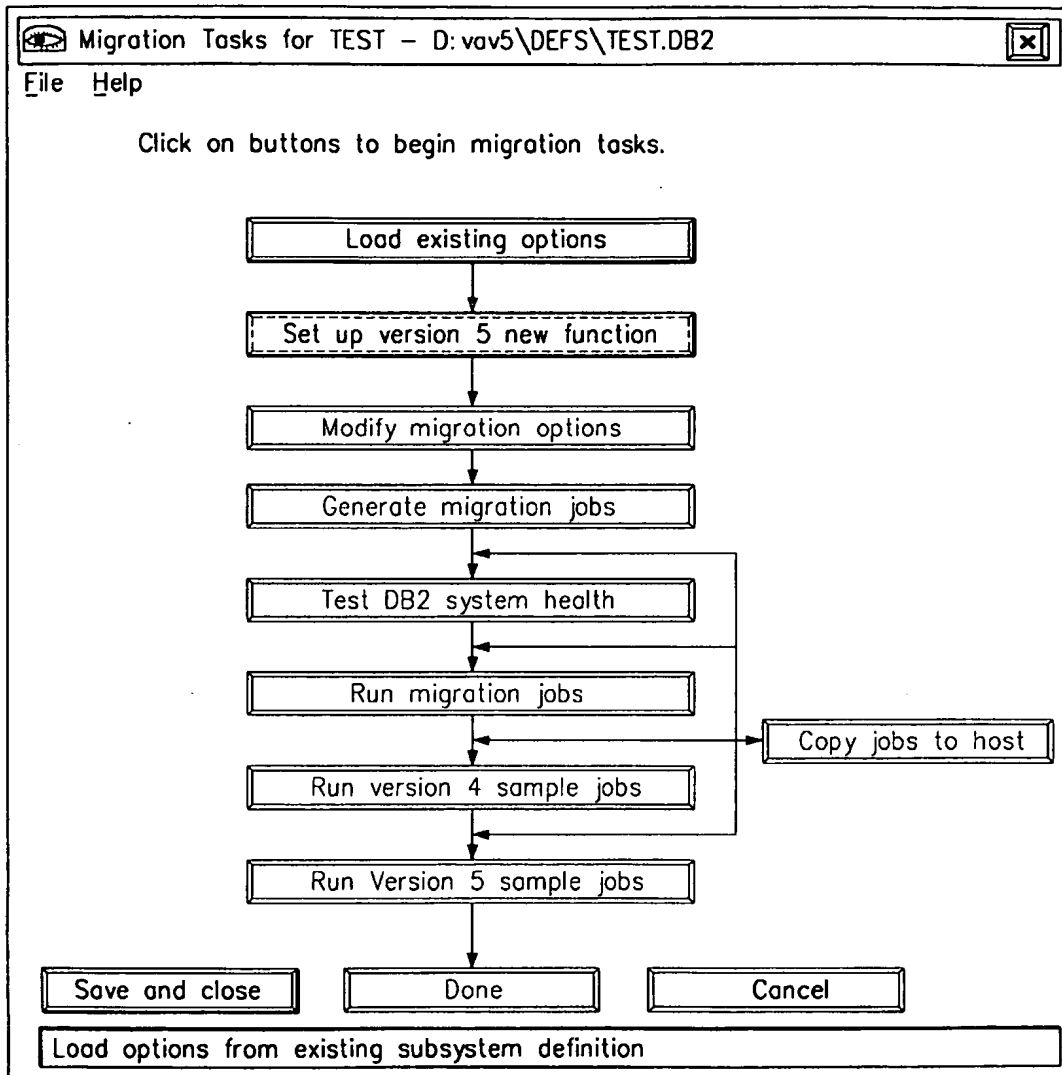 Migration Tasks for TEST – D:vav5\DEFS\TEST.DB2
File Help
Click on buttons to begin migration tasks.
Load existing options
Set up version 5 new function
Modify migration options
Generate migration jobs
Test DB2 system health
Run migration jobs
Copy jobs to host
Run version 4 sample jobs
Run Version 5 sample jobs
Save and close Done Cancel
Load options from existing subsystem definition